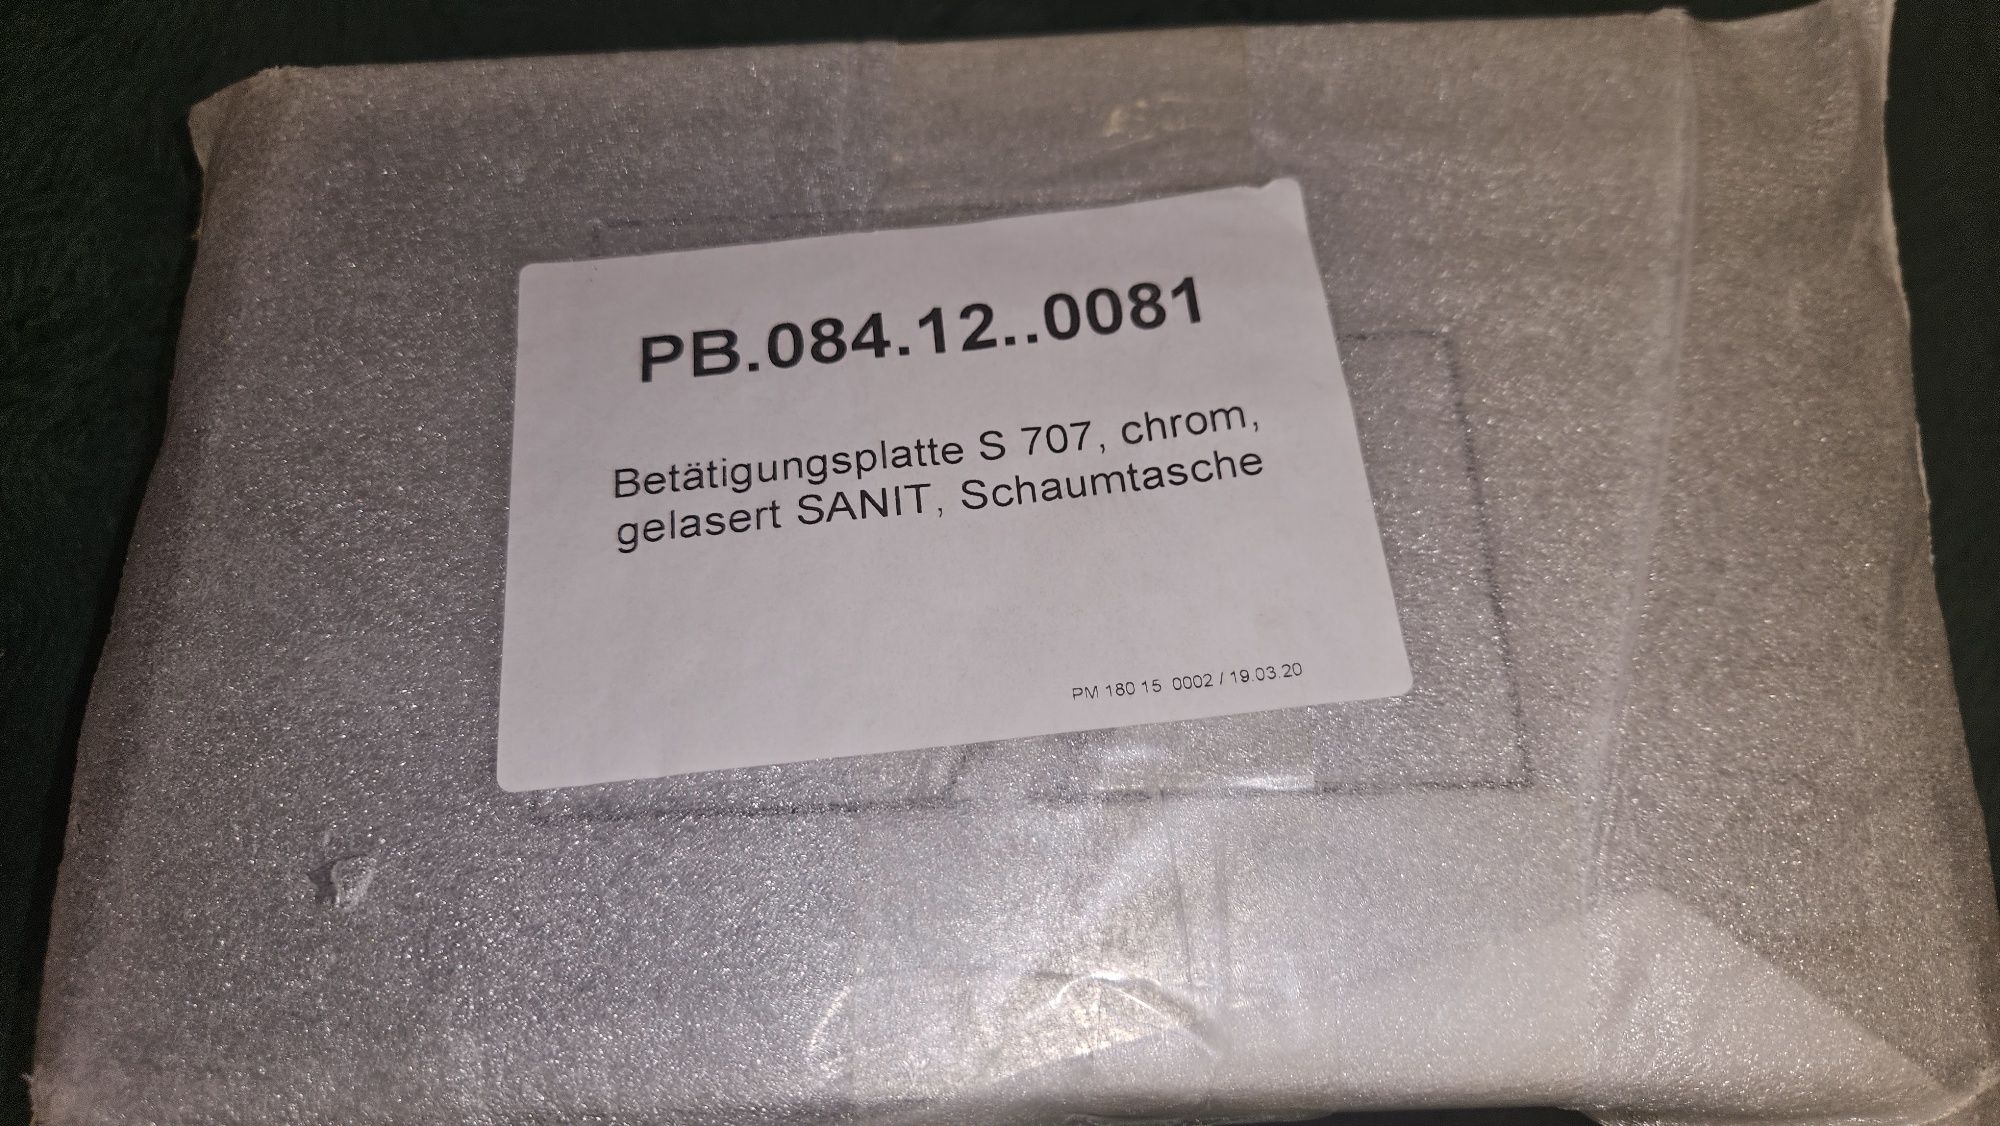 PB.084.12..0081
Betätigungsplatte S 707, chrom,
gelasert SANIT, Schaumtasche
PM 180 15 0002 / 19.03.20